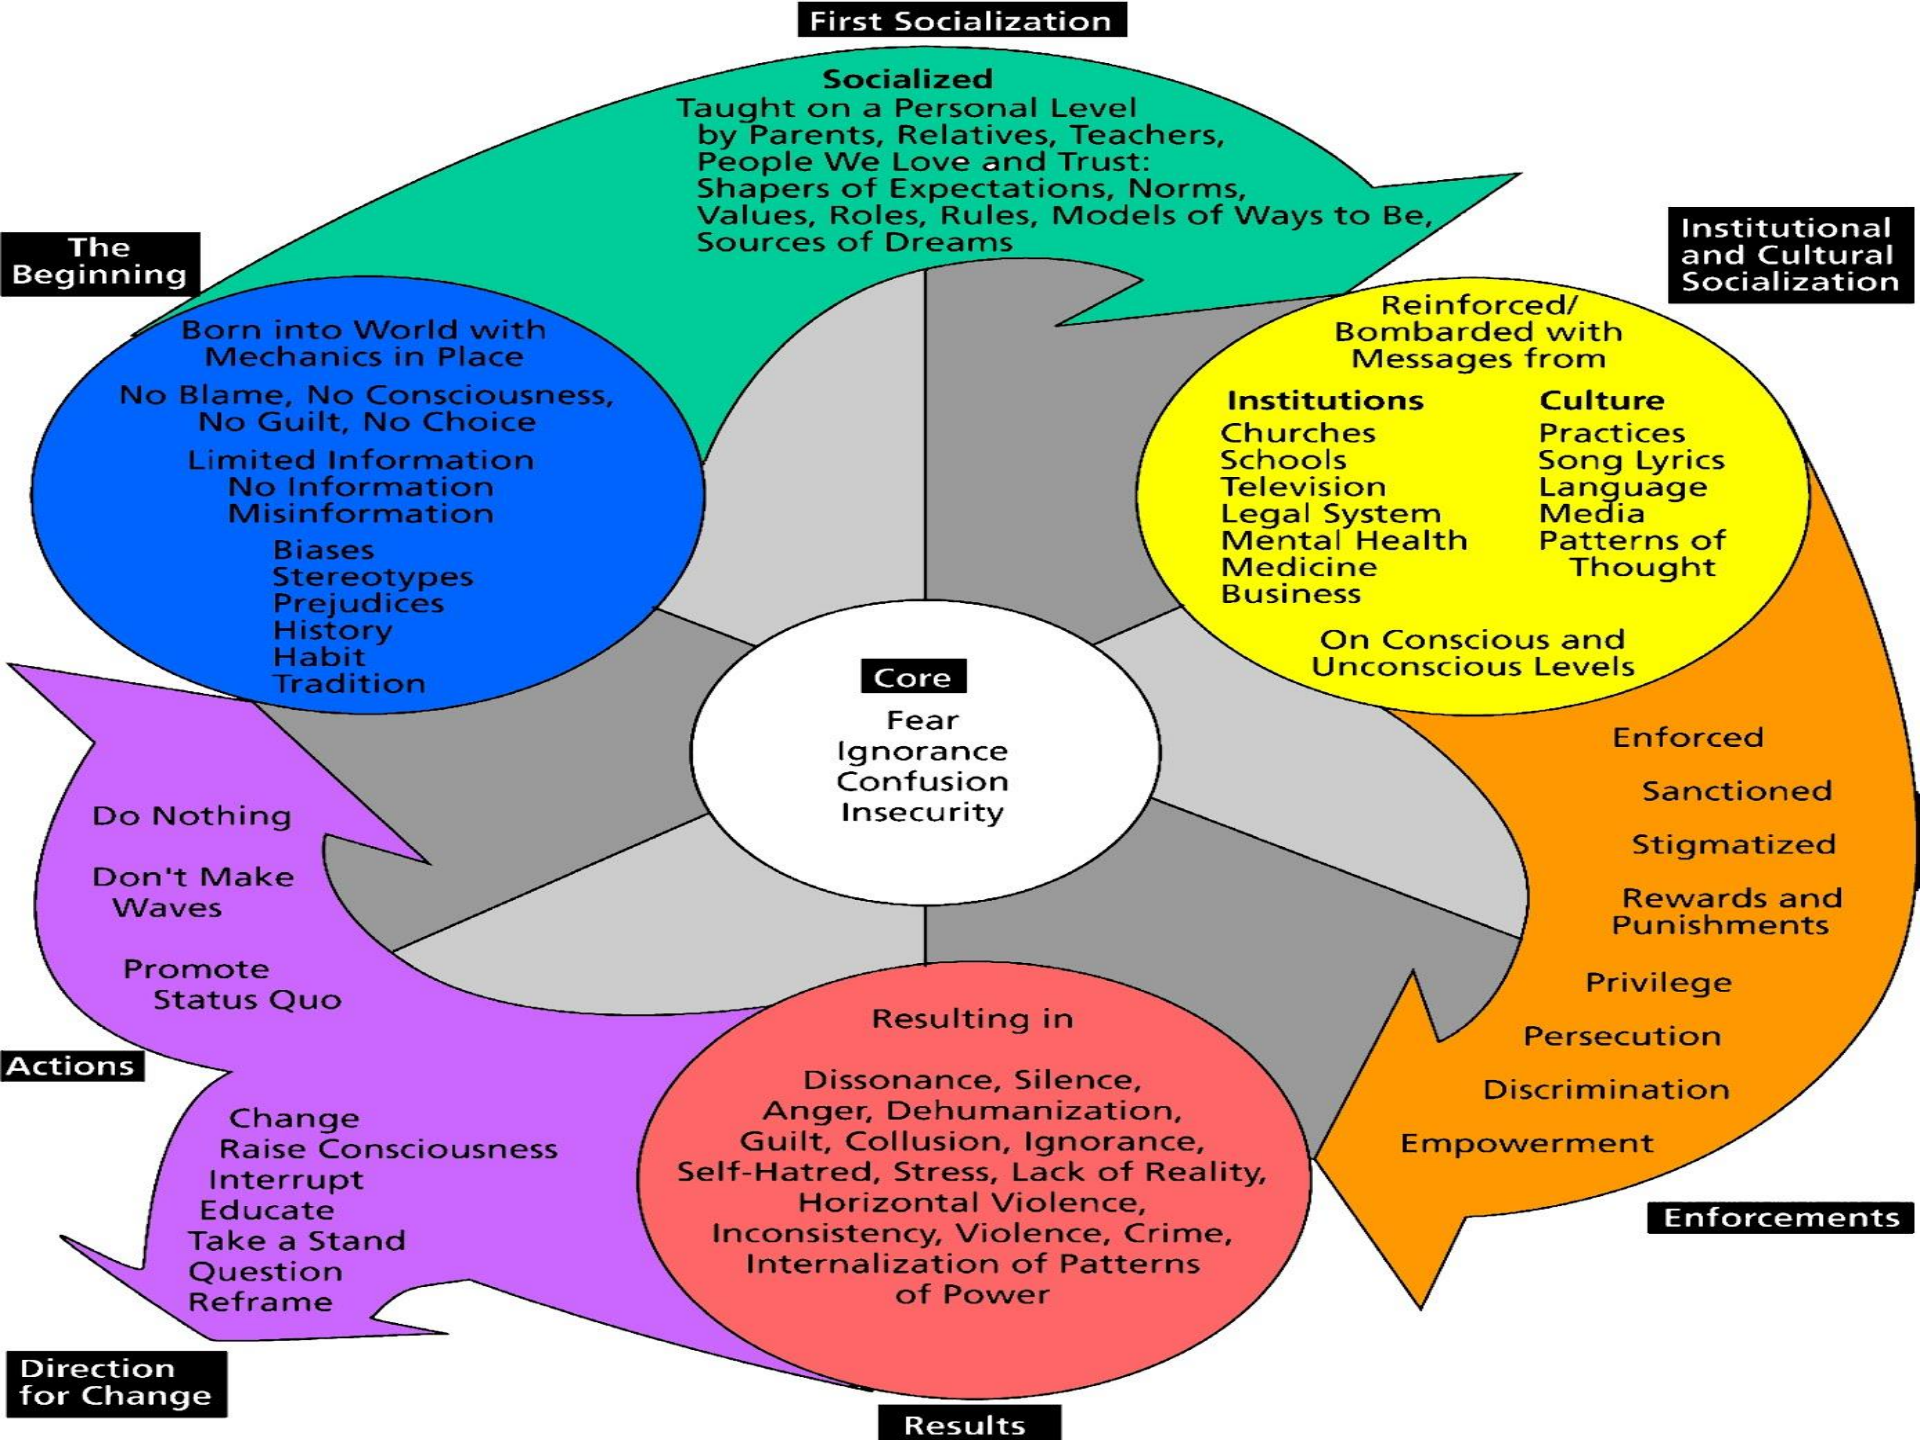 First Socialization
Socialized
Taught on a Personal Level
by Parents, Relatives, Teachers,
People We Love and Trust:
Shapers of Expectations, Norms,
Values, Roles, Rules, Models of Ways to Be,
Sources of Dreams
The
Beginning
Born into World with
Mechanics in Place
No Blame, No Consciousness,
No Guilt, No Choice
Limited Information
No Information
Misinformation
Biases
Stereotypes
Prejudices
History
Habit
Tradition
Institutional
and Cultural
Socialization
Reinforced/
Bombarded with
Messages from
Institutions
Churches
Schools
Television
Legal System
Mental Health
Medicine
Business
Culture
Practices
Song Lyrics
Language
Media
Patterns of
Thought
On Conscious and
Unconscious Levels
Core
Fear
Ignorance
Confusion
Insecurity
Enforced
Sanctioned
Stigmatized
Rewards and
Punishments
Privilege
Persecution
Discrimination
Empowerment
Enforcements
Resulting in
Dissonance, Silence,
Anger, Dehumanization,
Guilt, Collusion, Ignorance,
Self-Hatred, Stress, Lack of Reality,
Horizontal Violence,
Inconsistency, Violence, Crime,
Internalization of Patterns
of Power
Results
Do Nothing
Don't Make
Waves
Promote
Status Quo
Actions
Change
Raise Consciousness
Interrupt
Educate
Take a Stand
Question
Reframe
Direction
for Change